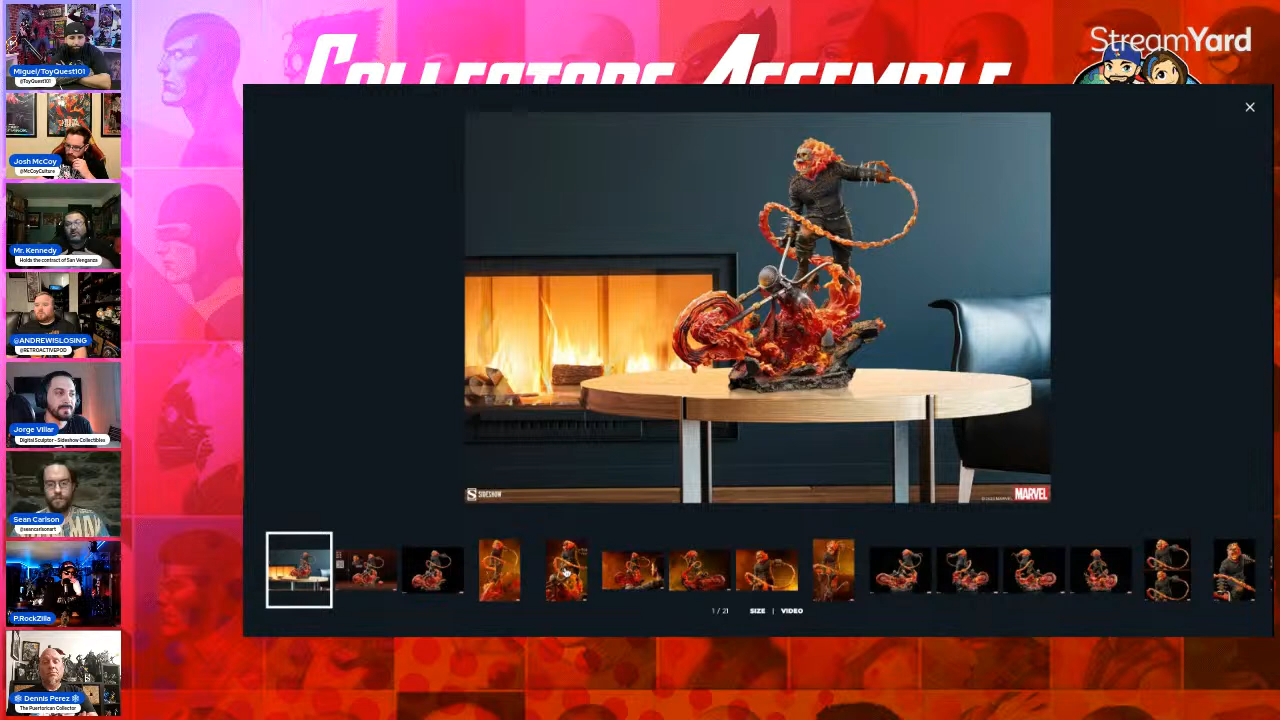 COLLECTORS ASSEMBLE
StreamYard
Miguel/ToyQuest101
@ToyQuest101
Josh McCoy
@McCoyCulture
Mr. Kennedy
Holds the contract of San Venganza
@ANDREWISLOSING
@RETROACTIVEPOD
Jorge Villar
Digital Sculptor - Sideshow Collectibles
Sean Carlson
@seancarlsonart
P.RockZilla
Dennis Perez
The Puertorican Collector
S SIDESHOW
MARVEL
1 / 21 SIZE | VIDEO